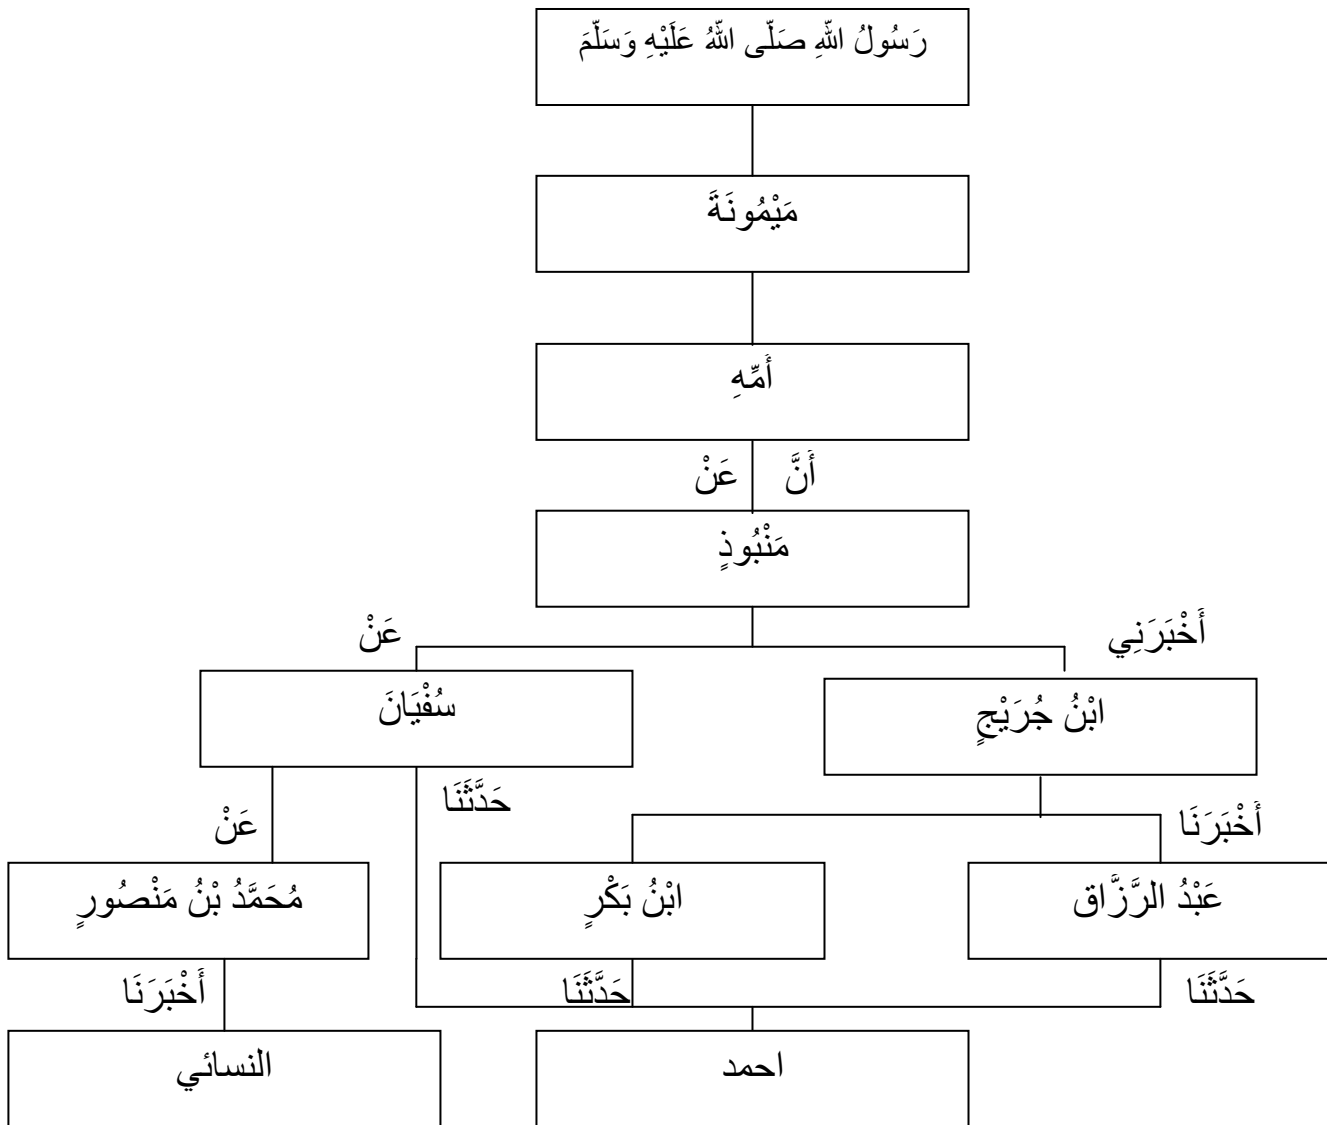 رَسُولُ اللّهِ صَلّى اللّهُ عَلَيْهِ وَسَلّمَ
مَيْمُونَةَ
أُمِّهِ
أَنَّ عَنْ
مَنْبُوذٍ
أَخْبَرَنِي عَنْ
سُفْيَانَ
ابْنُ جُرَيْجٍ
حَدَّثَنَا
أَخْبَرَنَا عَنْ
عَبْدُ الرَّزَّاق ابْنُ بَكْرٍ مُحَمَّدُ بْنُ مَنْصُورٍ
حَدَّثَنَا حَدَّثَنَا أَخْبَرَنَا
احمد النسائي